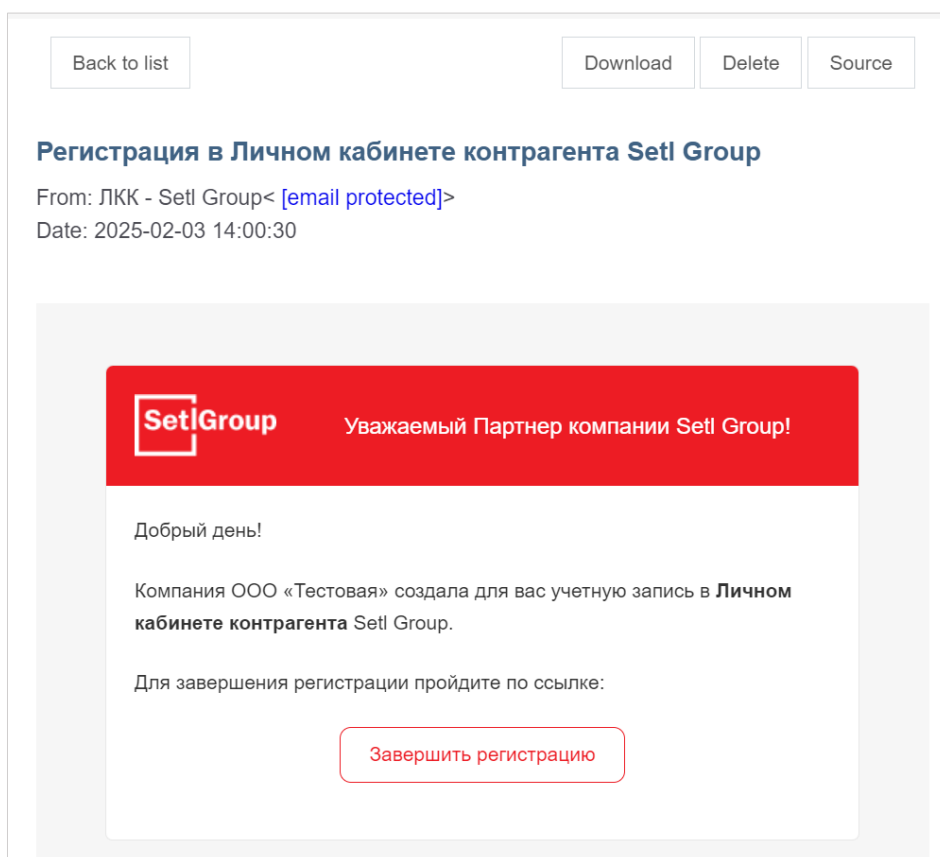 Back to list
Download
Delete
Source
Регистрация в Личном кабинете контрагента Setl Group
From: ЛКК - Setl Group< [email protected]>
Date: 2025-02-03 14:00:30
SetlGroup
Уважаемый Партнер компании Setl Group!
Добрый день!
Компания ООО «Тестовая» создала для вас учетную запись в Личном
кабинете контрагента Setl Group.
Для завершения регистрации пройдите по ссылке:
Завершить регистрацию